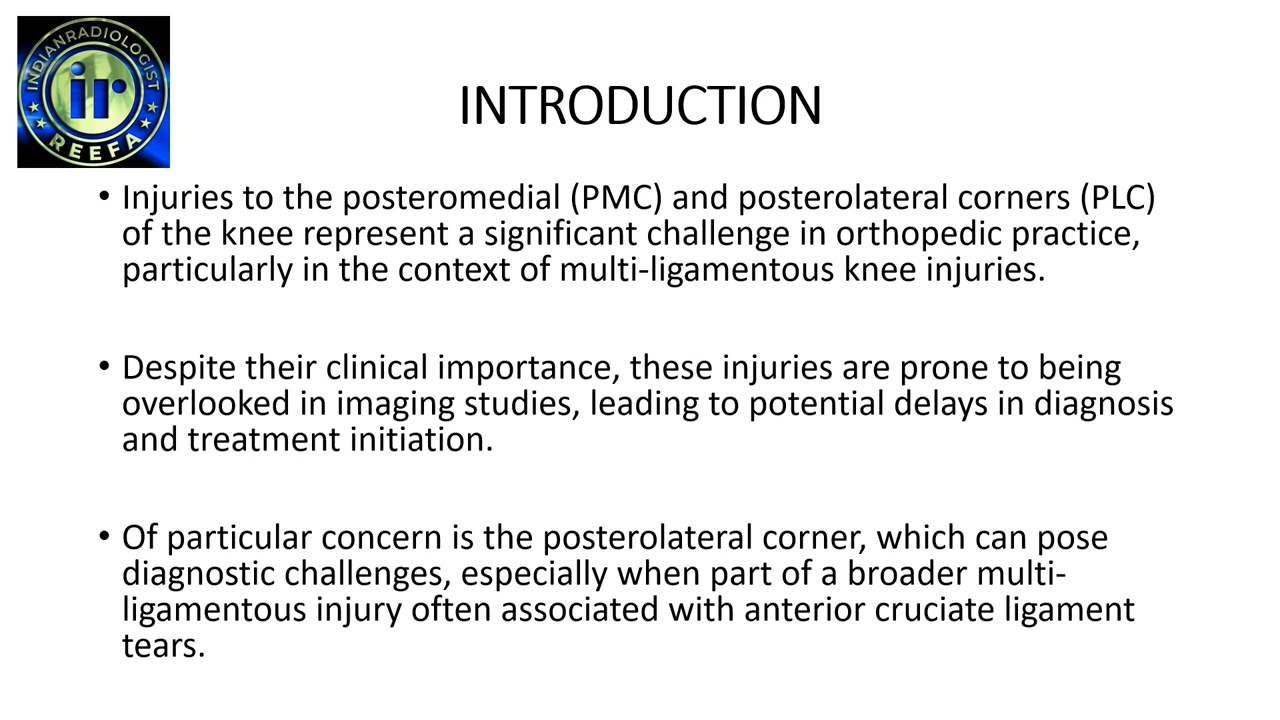 INDIANRADIOLOGIST
ir
REEFA
INTRODUCTION
• Injuries to the posteromedial (PMC) and posterolateral corners (PLC)
of the knee represent a significant challenge in orthopedic practice,
particularly in the context of multi-ligamentous knee injuries.
• Despite their clinical importance, these injuries are prone to being
overlooked in imaging studies, leading to potential delays in diagnosis
and treatment initiation.
• Of particular concern is the posterolateral corner, which can pose
diagnostic challenges, especially when part of a broader multi-
ligamentous injury often associated with anterior cruciate ligament
tears.